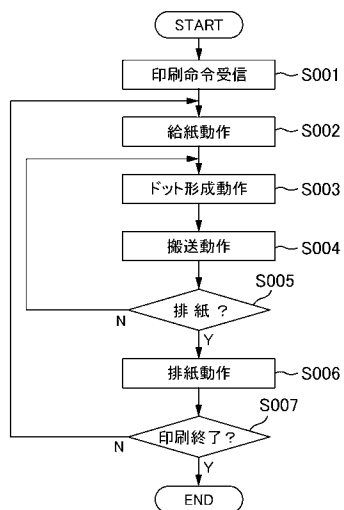 START
印刷命令受信 S001
給紙動作 S002
ドット形成動作 S003
搬送動作 S004
S005
排 紙 ?
N
Y
排紙動作 S006
S007
印刷終了?
N
Y
END